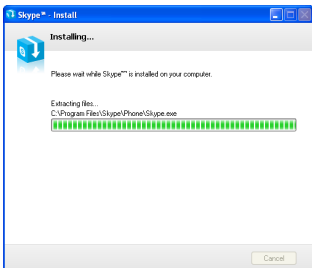 Skype™ - Install
Installing...
Please wait while Skype™ is installed on your computer.
Extracting files...
C:\Program Files\Skype\Phone\Skype.exe
Cancel